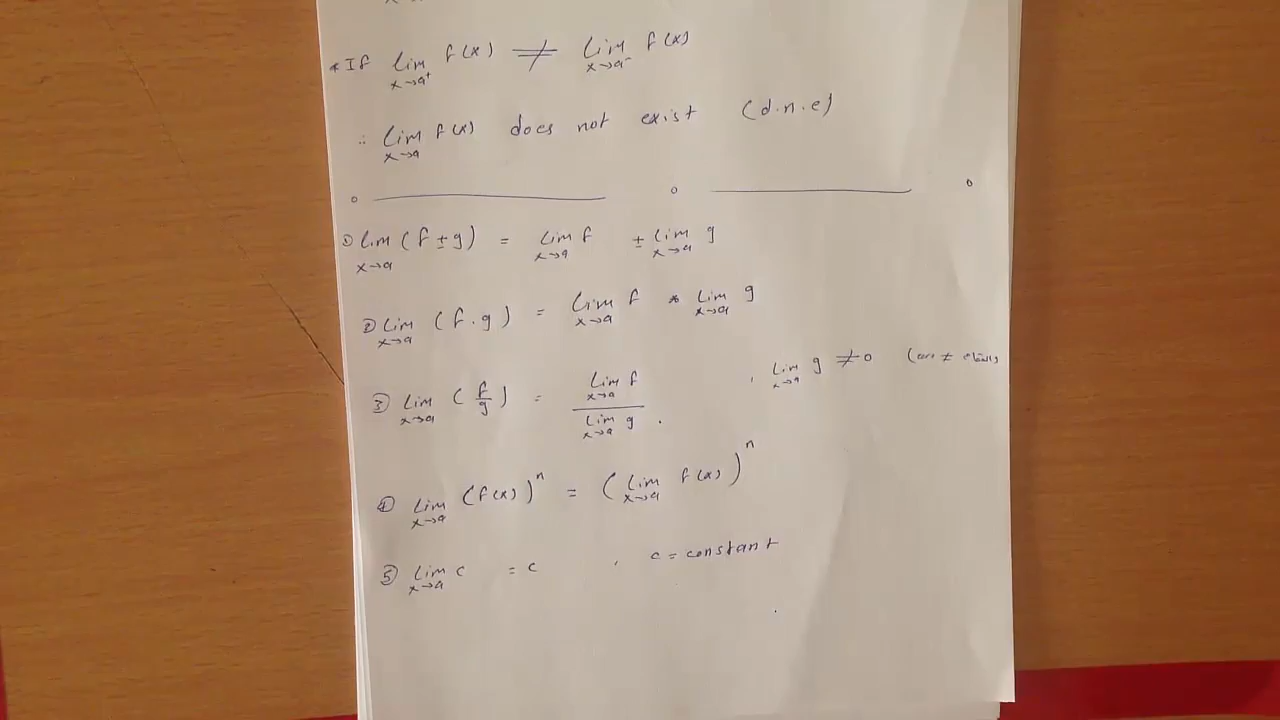 * If lim x→a⁺ f(x) ≠ lim x→a⁻ f(x)
∴ lim x→a f(x) does not exist (d.n.e)
① lim x→a (f ± g) = lim x→a f ± lim x→a g
② lim x→a (f . g) = lim x→a f * lim x→a g
③ lim x→a (f/g) = lim x→a f / lim x→a g . , lim x→a g ≠ 0
④ lim x→a (f(x))ⁿ = (lim x→a f(x))ⁿ
⑤ lim x→a c = c , c = constant